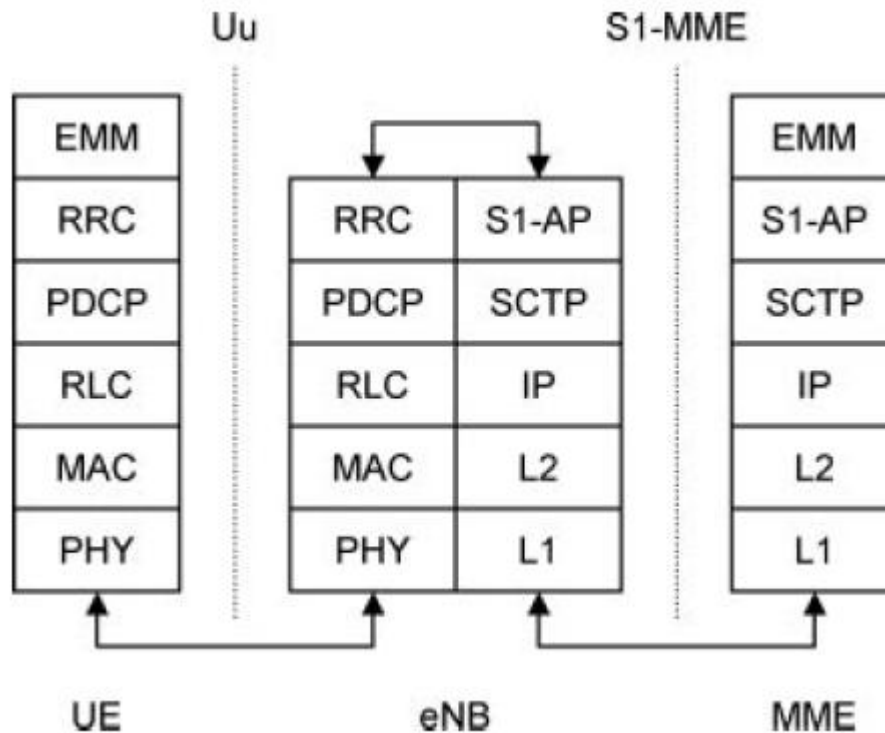 Uu S1-MME
EMM EMM
RRC RRC S1-AP S1-AP
PDCP PDCP SCTP SCTP
RLC RLC IP IP
MAC MAC L2 L2
PHY PHY L1 L1
UE eNB MME